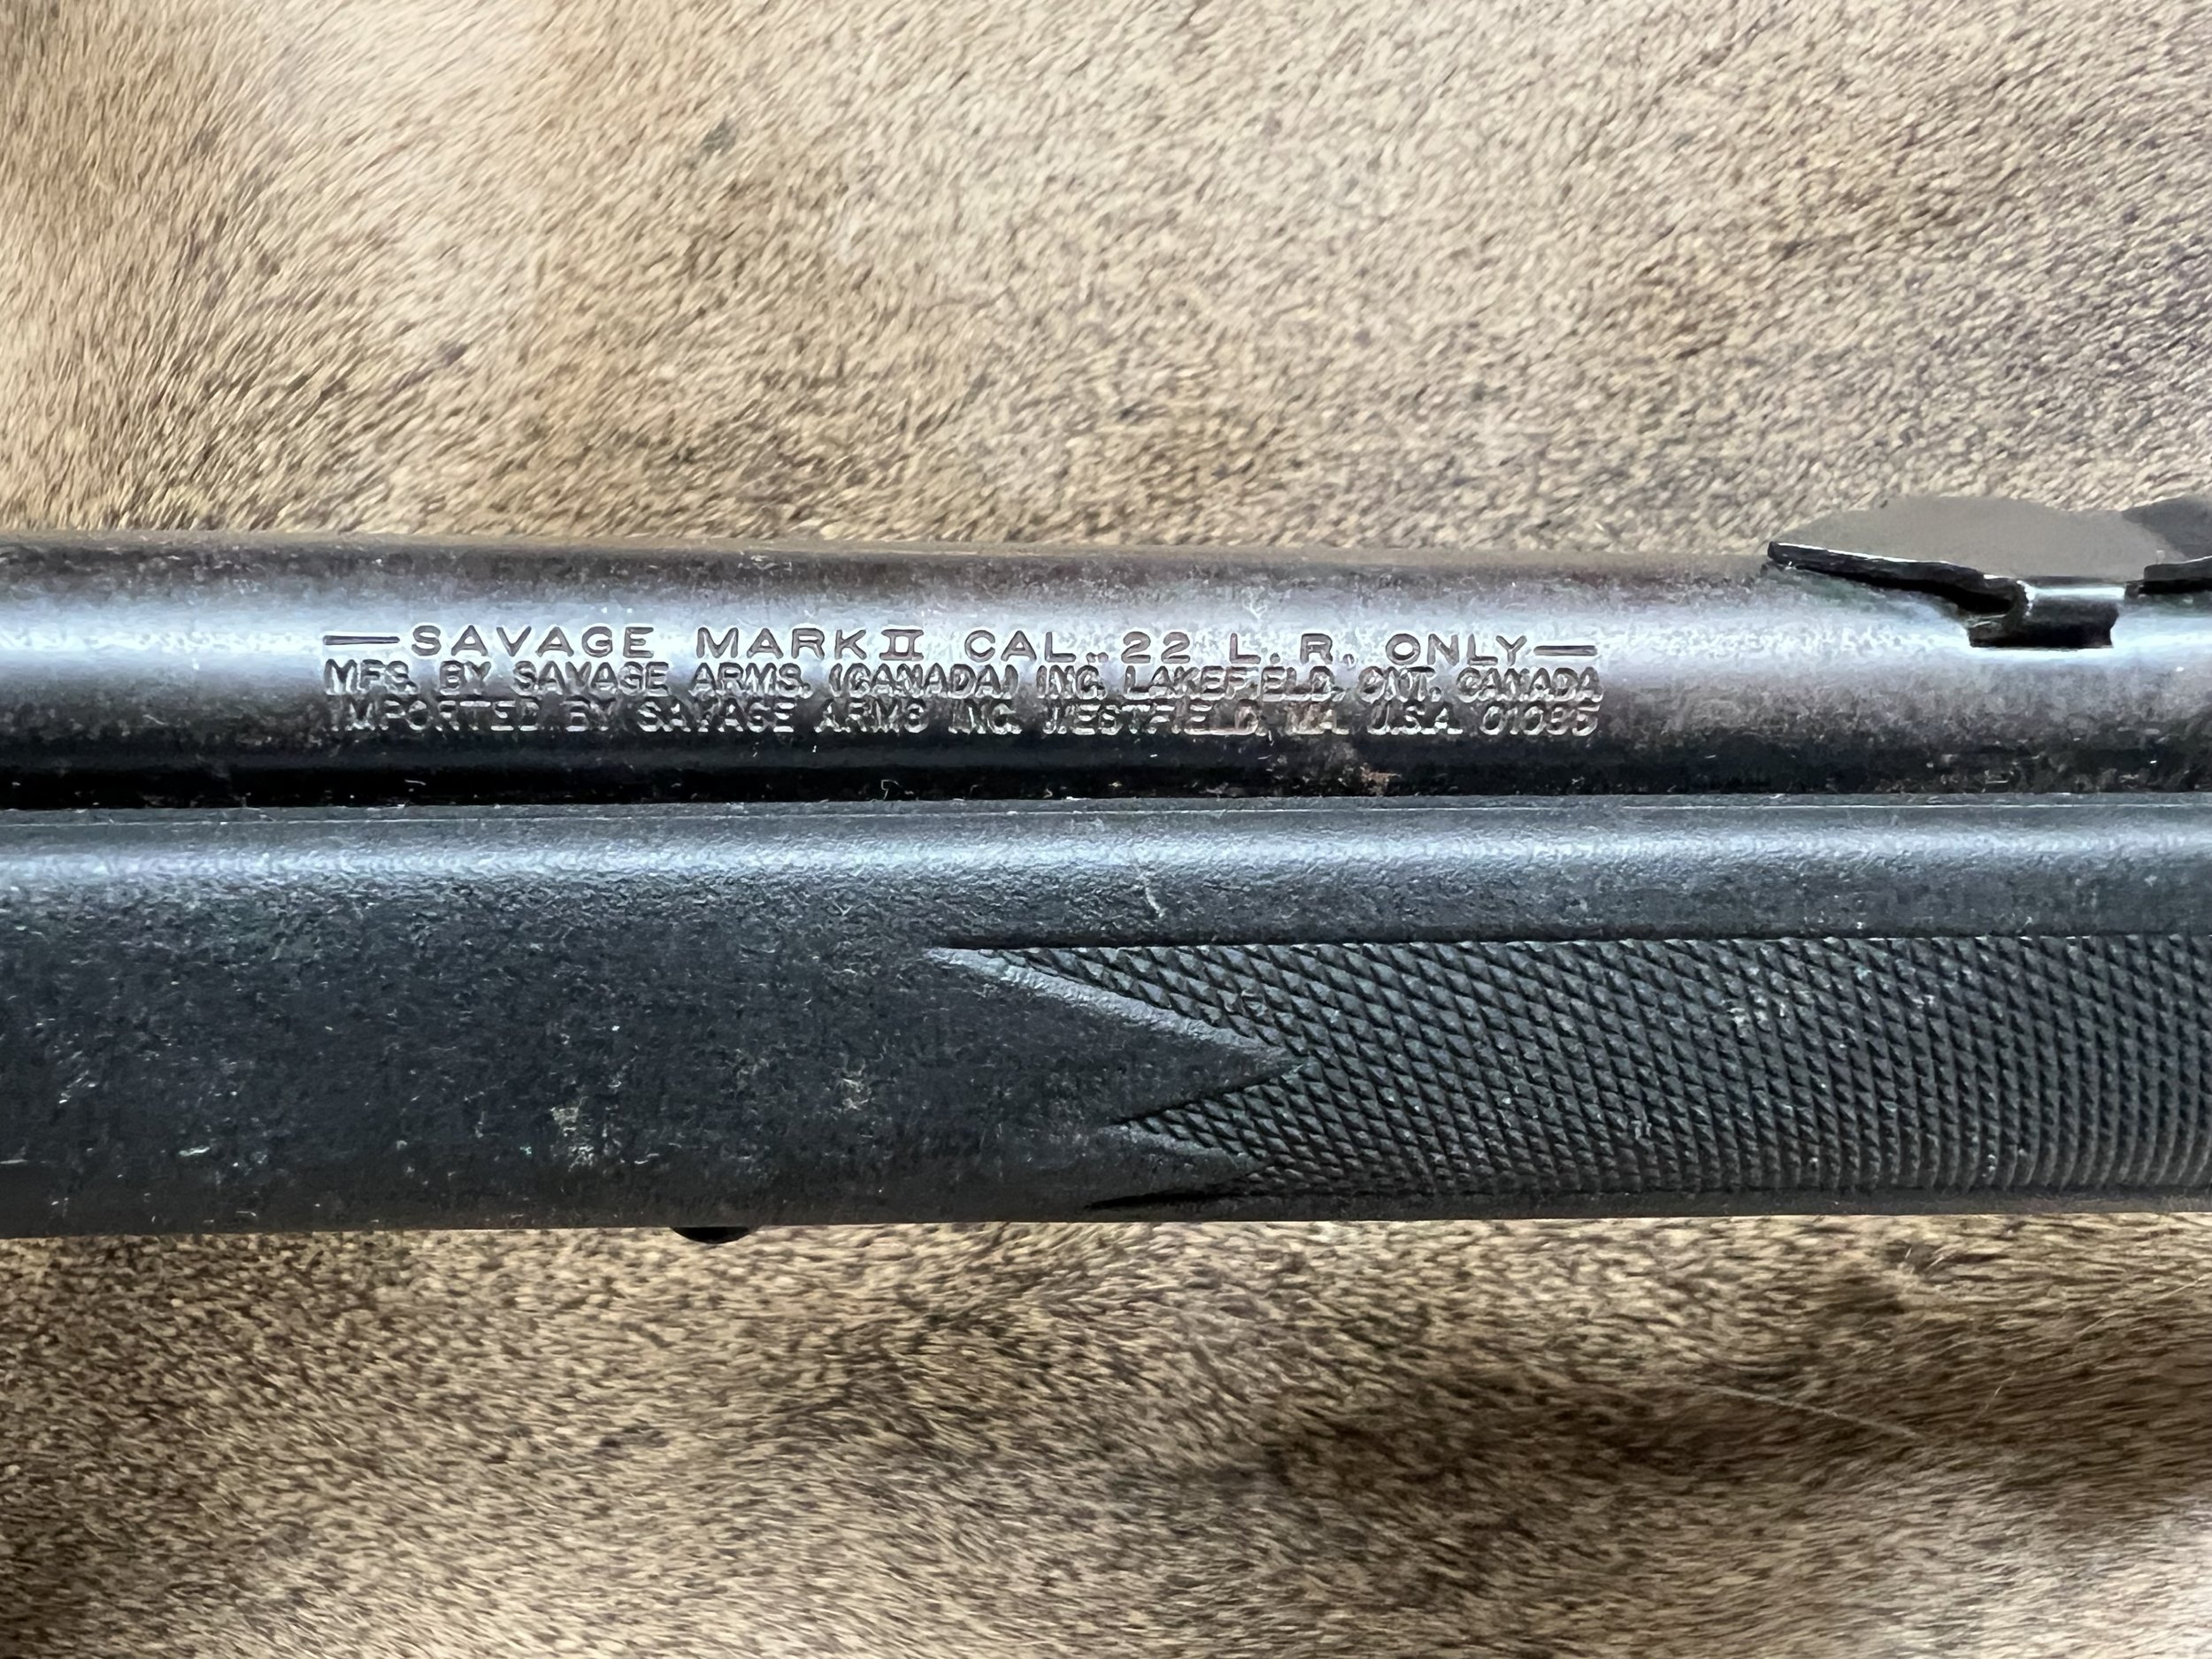 —SAVAGE MARK II CAL. .22 L.R. ONLY—
MFG. BY SAVAGE ARMS. (CANADA) INC. LAKEFIELD, ONT. CANADA
IMPORTED BY SAVAGE ARMS INC. WESTFIELD, MA. U.S.A. 01085